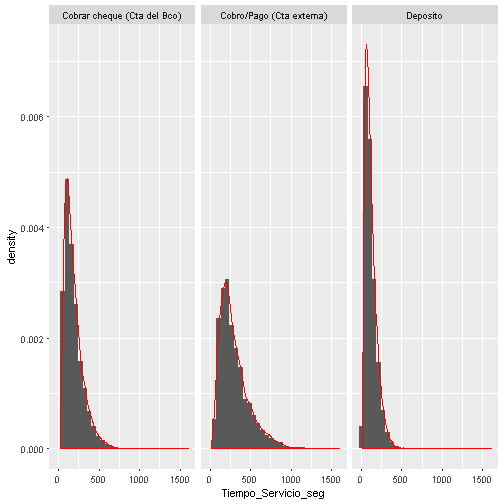 Cobrar cheque (Cta del Bco) Cobro/Pago (Cta externa) Deposito
density
0.006
0.004
0.002
0.000
0 500 1000 1500 0 500 1000 1500 0 500 1000 1500
Tiempo_Servicio_seg